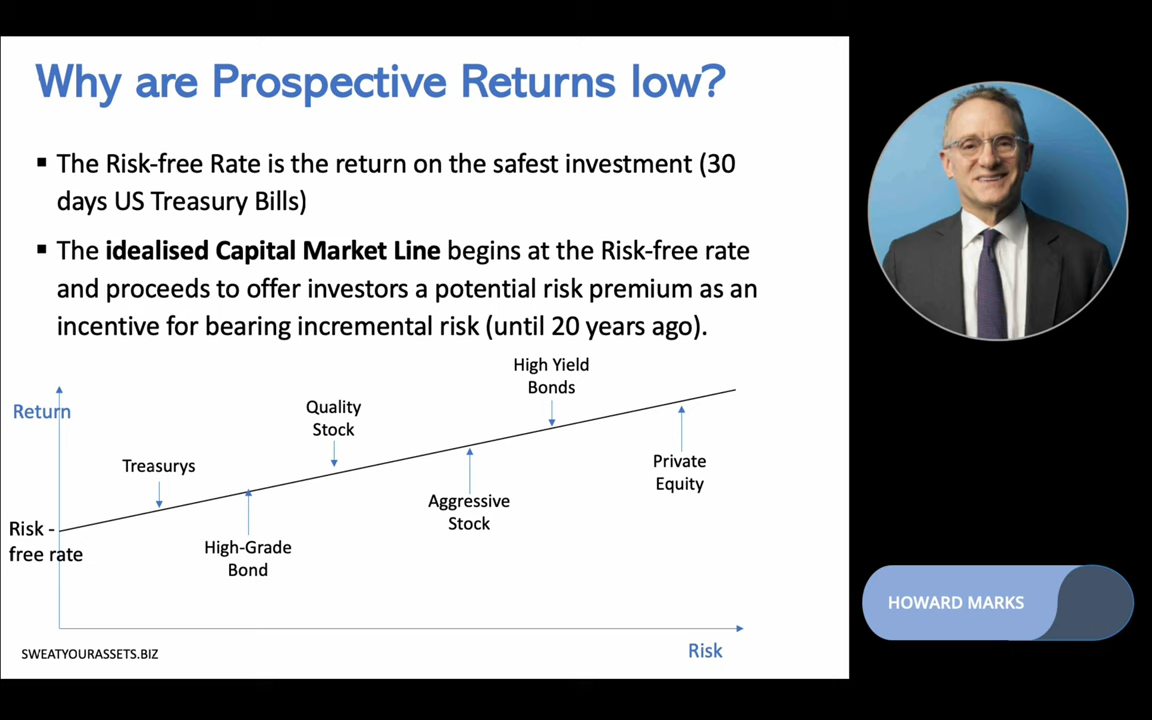 Why are Prospective Returns low?
▪ The Risk-free Rate is the return on the safest investment (30
days US Treasury Bills)
▪ The idealised Capital Market Line begins at the Risk-free rate
and proceeds to offer investors a potential risk premium as an
incentive for bearing incremental risk (until 20 years ago).
High Yield
Bonds
Return
Quality
Stock
Treasurys
Private
Equity
Aggressive
Stock
Risk -
free rate
High-Grade
Bond
HOWARD MARKS
SWEATYOURASSETS.BIZ
Risk